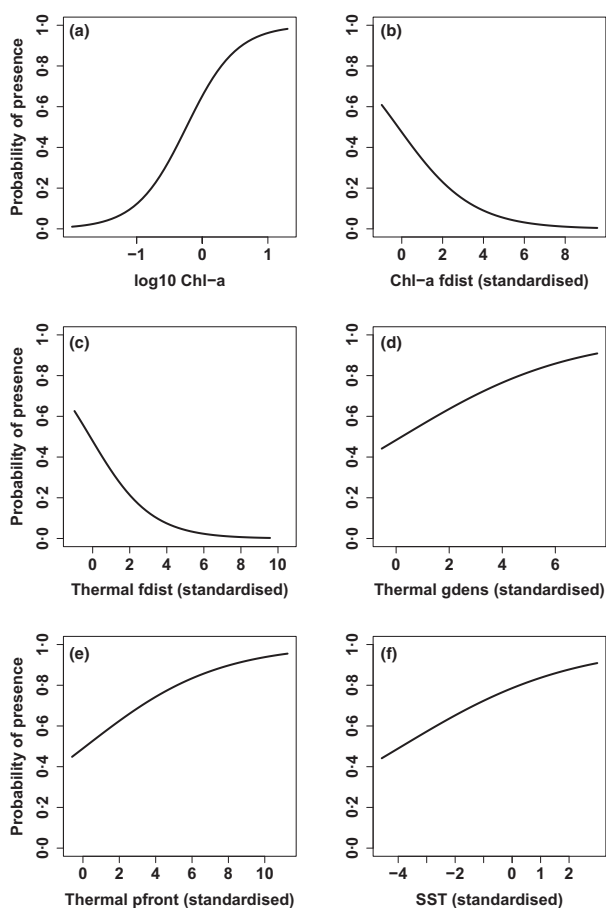 (a)
Probability of presence
0·0 0·2 0·4 0·6 0·8 1·0
−1 0 1
log10 Chl−a
(b)
0·0 0·2 0·4 0·6 0·8 1·0
0 2 4 6 8
Chl−a fdist (standardised)
(c)
Probability of presence
0·0 0·2 0·4 0·6 0·8 1·0
0 2 4 6 8 10
Thermal fdist (standardised)
(d)
0·0 0·2 0·4 0·6 0·8 1·0
0 2 4 6
Thermal gdens (standardised)
(e)
Probability of presence
0·0 0·2 0·4 0·6 0·8 1·0
0 2 4 6 8 10
Thermal pfront (standardised)
(f)
0·0 0·2 0·4 0·6 0·8 1·0
−4 −2 0 2
SST (standardised)